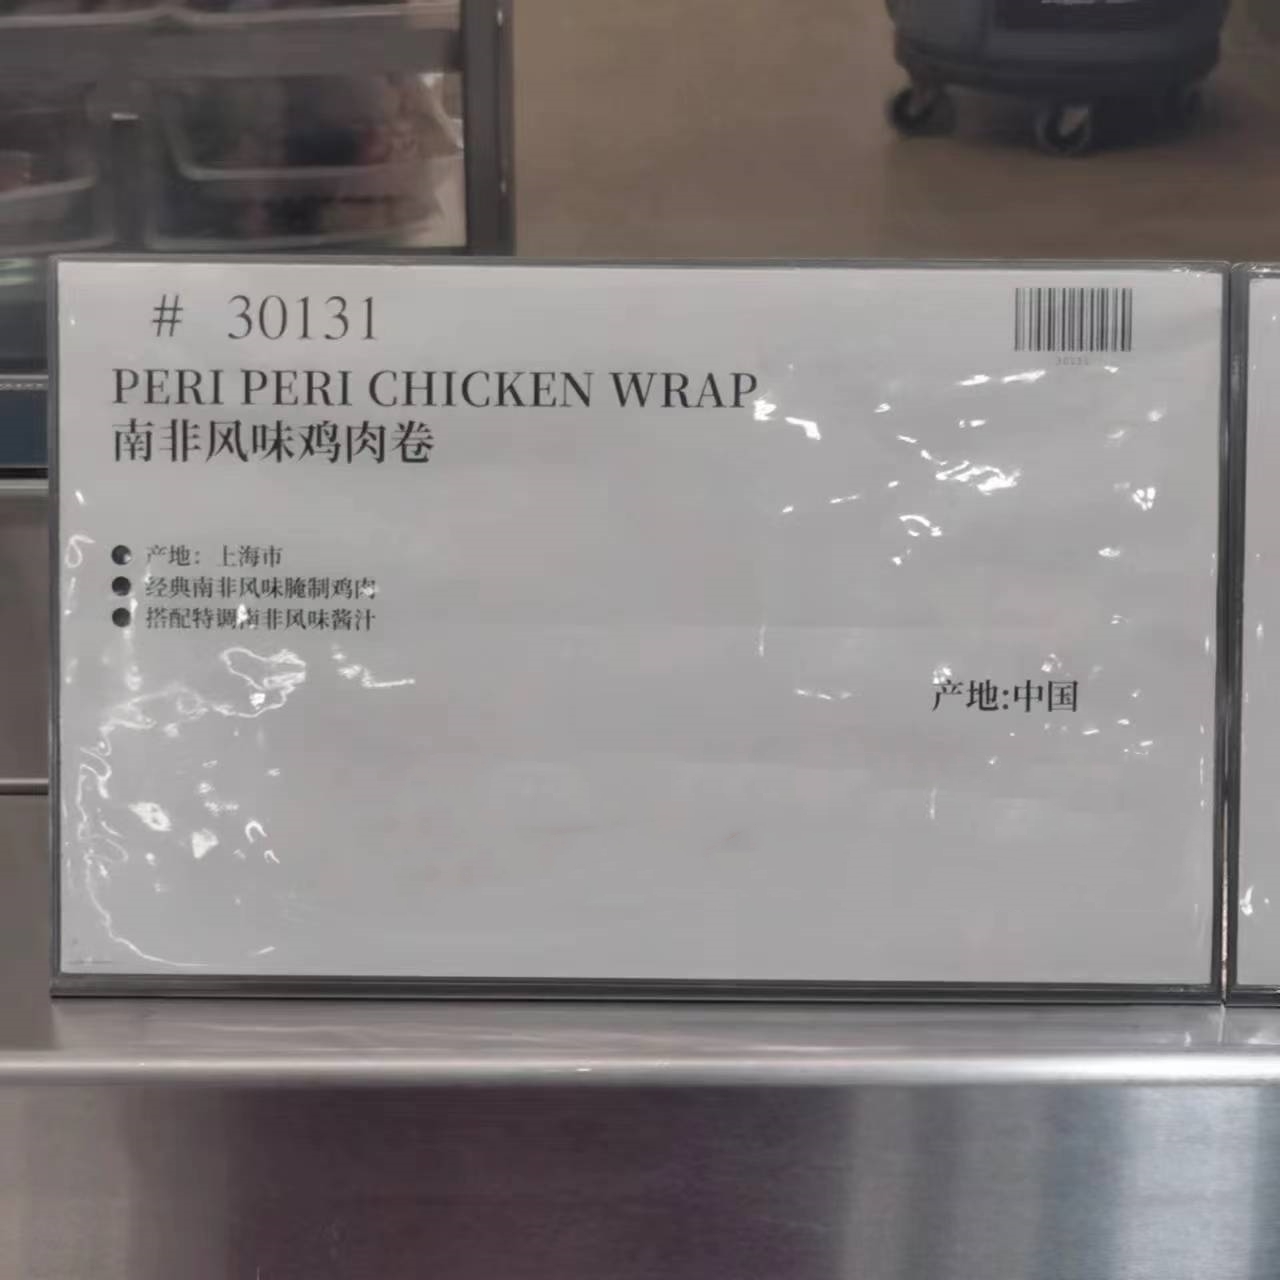 # 30131
PERI PERI CHICKEN WRAP
南非风味鸡肉卷
● 产地：上海市
● 经典南非风味腌制鸡肉
● 搭配特调南非风味酱汁
产地:中国